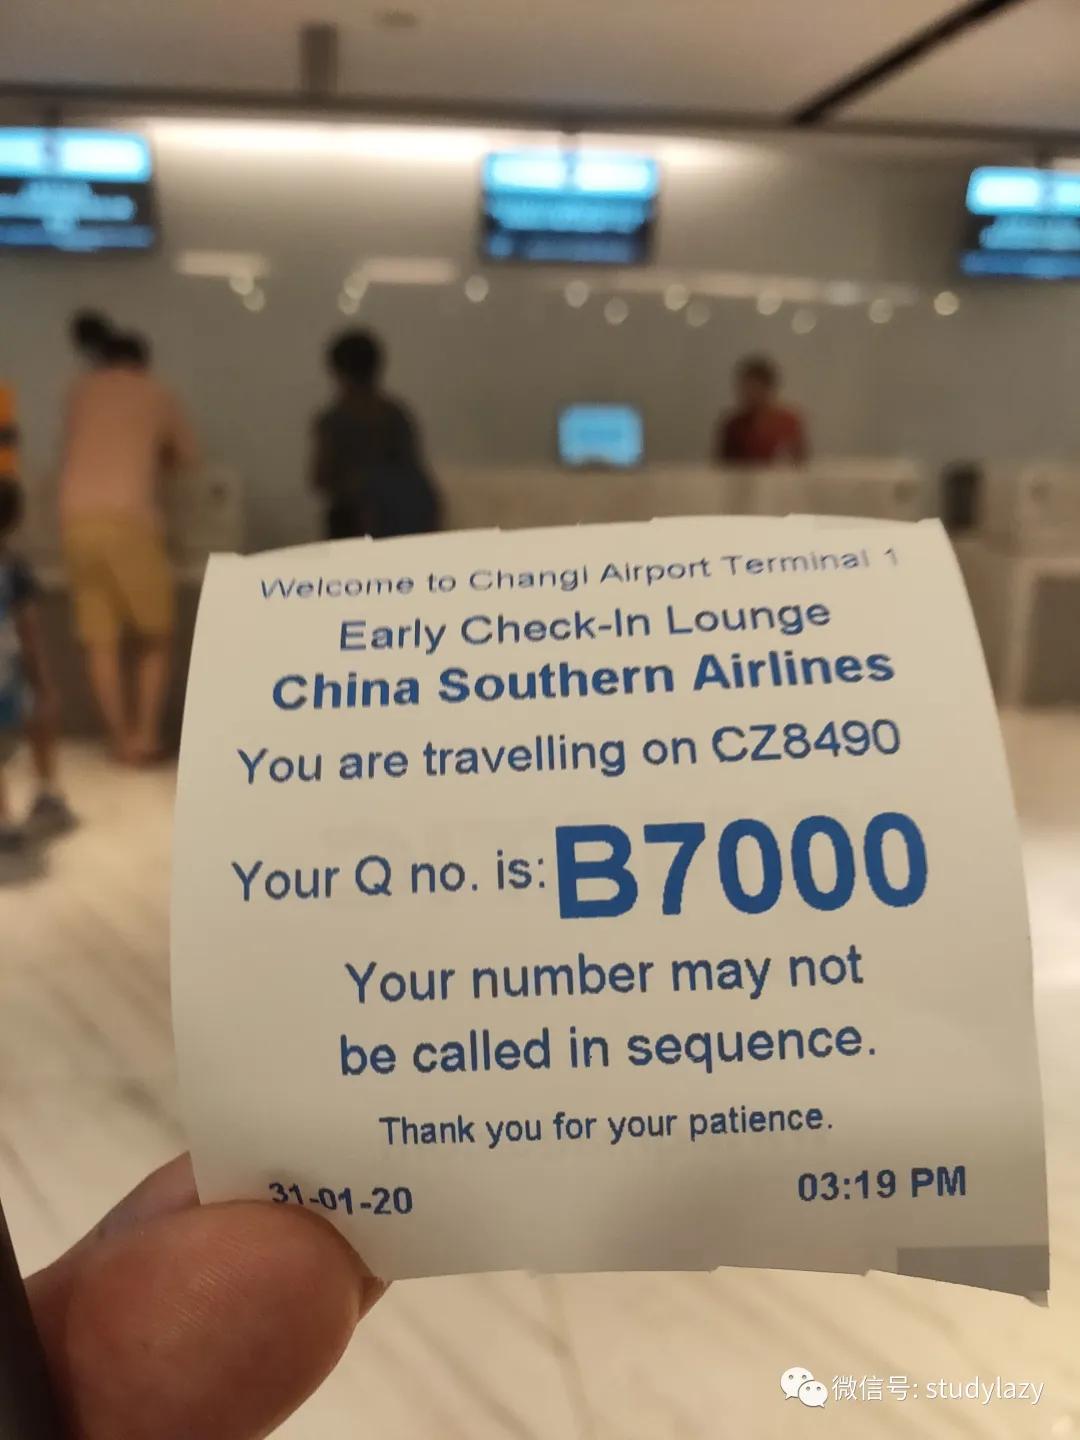 Welcome to Changi Airport Terminal 1
Early Check-In Lounge
China Southern Airlines
You are travelling on CZ8490
Your Q no. is: B7000
Your number may not
be called in sequence.
Thank you for your patience.
31-01-20 03:19 PM
微信号: studylazy